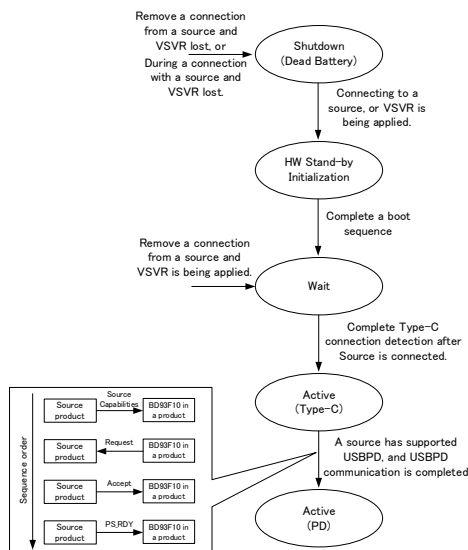 Remove a connection
from a source and
VSVR lost, or
During a connection
with a source and
VSVR lost.
Shutdown
(Dead Battery)
Connecting to a
source, or VSVR is
being applied.
HW Stand-by
Initialization
Complete a boot
sequence
Remove a connection
from a source and
VSVR is being applied.
Wait
Complete Type-C
connection detection after
Source is connected.
Active
(Type-C)
A source has supported
USBPD, and USBPD
communication is completed
Active
(PD)
Sequence order
Source
product
Source
Capabilities
BD93F10 in
a product
Source
product
Request
BD93F10 in
a product
Source
product
Accept
BD93F10 in
a product
Source
product
PS_RDY
BD93F10 in
a product